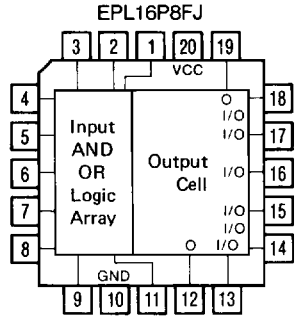 EPL16P8FJ
3 2 1 20 19
VCC
4 O 18
I/O
5 Input I/O 17
AND Output
6 OR Cell I/O 16
Logic
7 Array I/O 15
I/O
8 O I/O 14
GND
9 10 11 12 13